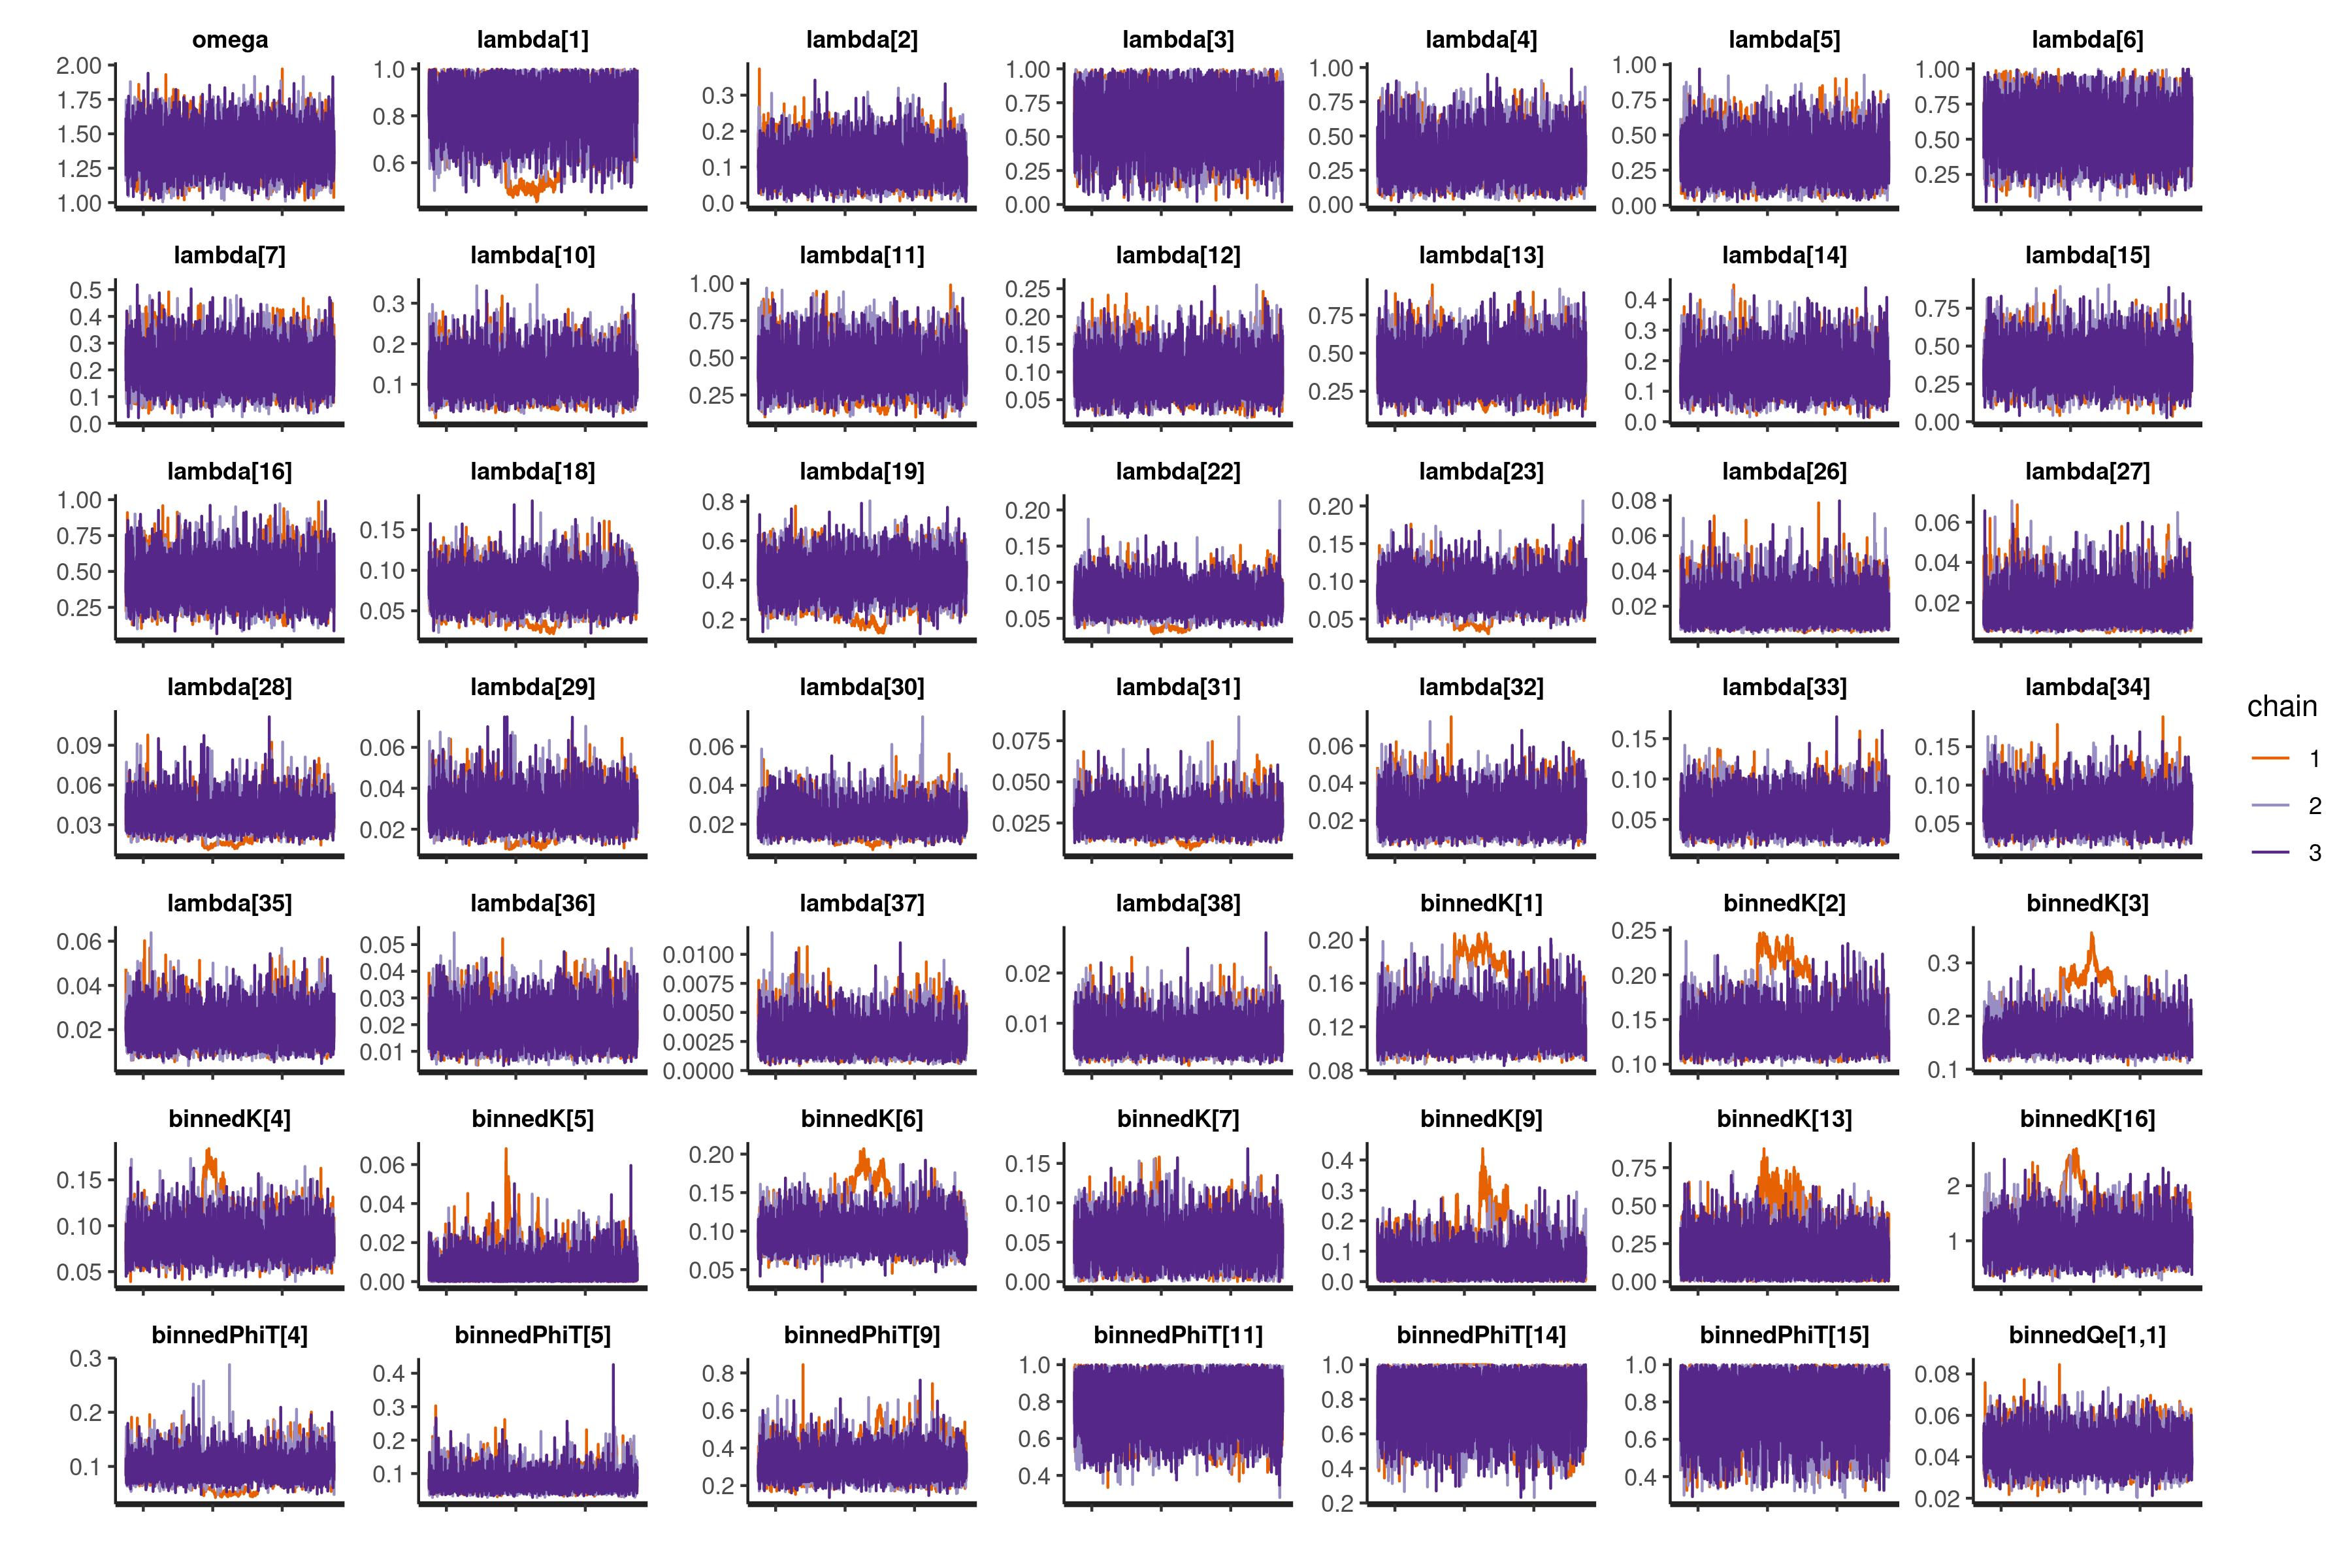 omega lambda[1] lambda[2] lambda[3] lambda[4] lambda[5] lambda[6]
2.00 1.75 1.50 1.25 1.00
1.0 0.8 0.6
0.3 0.2 0.1 0.0
1.00 0.75 0.50 0.25 0.00
1.00 0.75 0.50 0.25 0.00
1.00 0.75 0.50 0.25 0.00
1.00 0.75 0.50 0.25
lambda[7] lambda[10] lambda[11] lambda[12] lambda[13] lambda[14] lambda[15]
0.5 0.4 0.3 0.2 0.1 0.0
0.3 0.2 0.1
1.00 0.75 0.50 0.25
0.25 0.20 0.15 0.10 0.05
0.75 0.50 0.25
0.4 0.3 0.2 0.1 0.0
0.75 0.50 0.25 0.00
lambda[16] lambda[18] lambda[19] lambda[22] lambda[23] lambda[26] lambda[27]
1.00 0.75 0.50 0.25
0.15 0.10 0.05
0.8 0.6 0.4 0.2
0.20 0.15 0.10 0.05
0.20 0.15 0.10 0.05
0.08 0.06 0.04 0.02
0.06 0.04 0.02
lambda[28] lambda[29] lambda[30] lambda[31] lambda[32] lambda[33] lambda[34]
0.09 0.06 0.03
0.06 0.04 0.02
0.06 0.04 0.02
0.075 0.050 0.025
0.06 0.04 0.02
0.15 0.10 0.05
0.15 0.10 0.05
chain
1
2
3
lambda[35] lambda[36] lambda[37] lambda[38] binnedK[1] binnedK[2] binnedK[3]
0.06 0.04 0.02
0.05 0.04 0.03 0.02 0.01
0.0100 0.0075 0.0050 0.0025 0.0000
0.02 0.01
0.20 0.16 0.12 0.08
0.25 0.20 0.15 0.10
0.3 0.2 0.1
binnedK[4] binnedK[5] binnedK[6] binnedK[7] binnedK[9] binnedK[13] binnedK[16]
0.15 0.10 0.05
0.06 0.04 0.02 0.00
0.20 0.15 0.10 0.05
0.15 0.10 0.05 0.00
0.4 0.3 0.2 0.1 0.0
0.75 0.50 0.25 0.00
2 1
binnedPhiT[4] binnedPhiT[5] binnedPhiT[9] binnedPhiT[11] binnedPhiT[14] binnedPhiT[15] binnedQe[1,1]
0.3 0.2 0.1
0.4 0.3 0.2 0.1
0.8 0.6 0.4 0.2
1.0 0.8 0.6 0.4
1.0 0.8 0.6 0.4 0.2
1.0 0.8 0.6 0.4
0.08 0.06 0.04 0.02